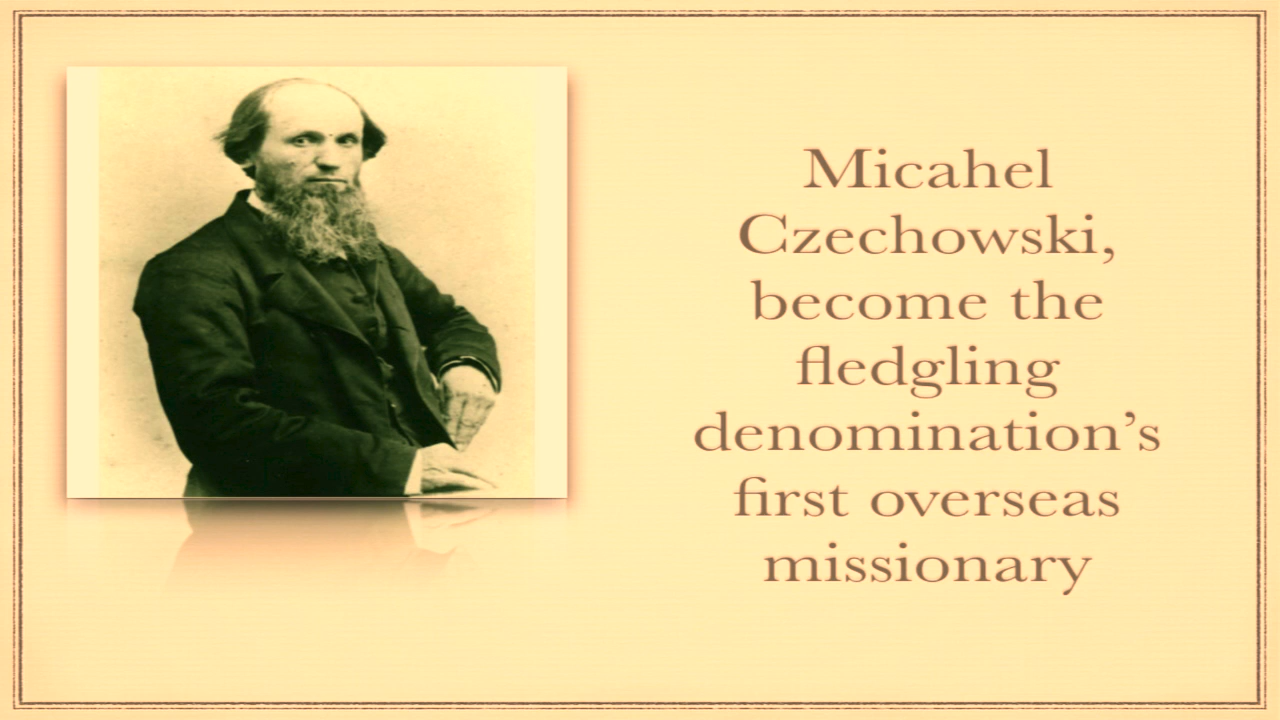 Micahel
Czechowski,
become the
fledgling
denomination’s
first overseas
missionary